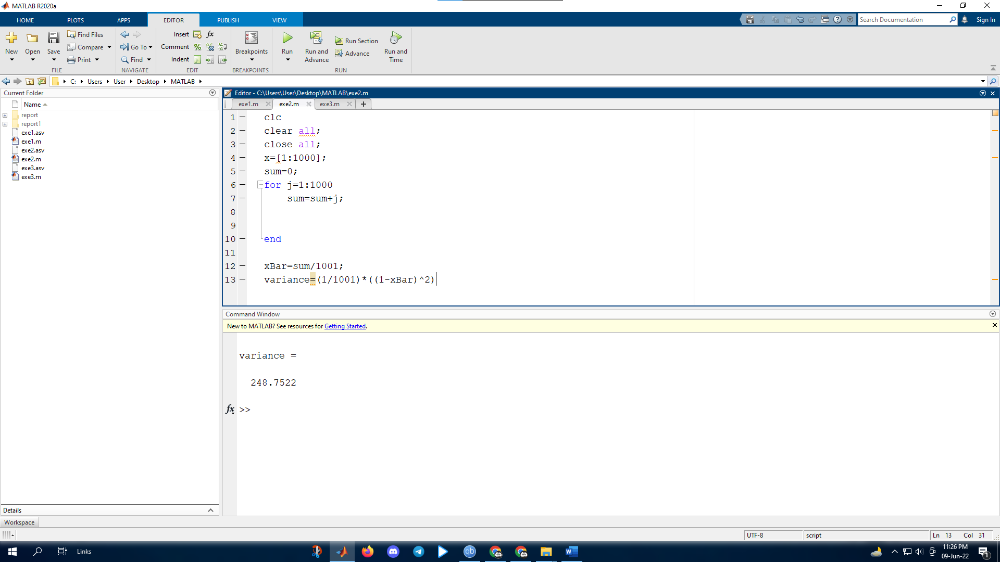 MATLAB R2020a
HOME PLOTS APPS EDITOR PUBLISH VIEW
Search Documentation
Sign In
New
Open
Save
Find Files
Compare
Print
FILE
Go To
Find
NAVIGATE
Insert fx
Comment
Indent
EDIT
Breakpoints
BREAKPOINTS
Run
Run and
Advance
Run Section
Advance
Run and
Time
RUN
C: Users User Desktop MATLAB
Current Folder
Name
report
report1
exe1.asv
exe1.m
exe2.asv
exe2.m
exe3.asv
exe3.m
Details
Workspace
Editor - C:\Users\User\Desktop\MATLAB\exe2.m
exe1.m exe2.m exe3.m
1 clc
2 clear all;
3 close all;
4 x=[1:1000];
5 sum=0;
6 for j=1:1000
7 sum=sum+j;
8
9
10 end
11
12 xBar=sum/1001;
13 variance=(1/1001)*((1-xBar)^2)
Command Window
New to MATLAB? See resources for Getting Started.
variance =
248.7522
fx >>
UTF-8
script
Ln 13 Col 31
Links
qb
W
11:26 PM
09-Jun-22
1